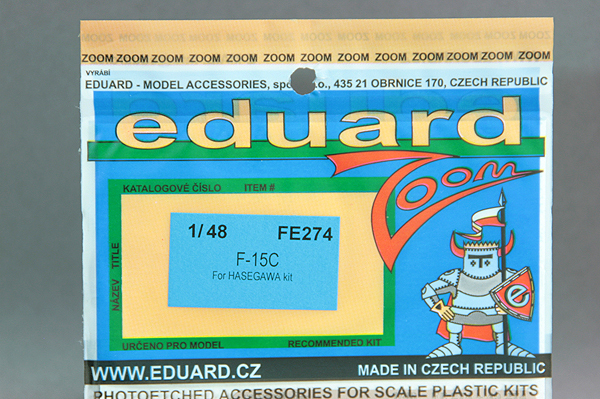 ZOOM ZOOM ZOOM ZOOM ZOOM ZOOM ZOOM ZOOM ZOOM ZOOM ZOOM ZOOM ZOOM
VYRÁBÍ
EDUARD - MODEL ACCESSORIES, 435 21 OBRNICE 170, CZECH REPUBLIC
eduard
Zoom
KATALOGOVÉ ČÍSLO ITEM #
NÁZEV TITLE
1/48 FE274
F-15C
For HASEGAWA kit
e
URČENO PRO MODEL RECOMMENDED KIT
WWW.EDUARD.CZ MADE IN CZECH REPUBLIC
PHOTOETCHED ACCESSORIES FOR SCALE PLASTIC KITS